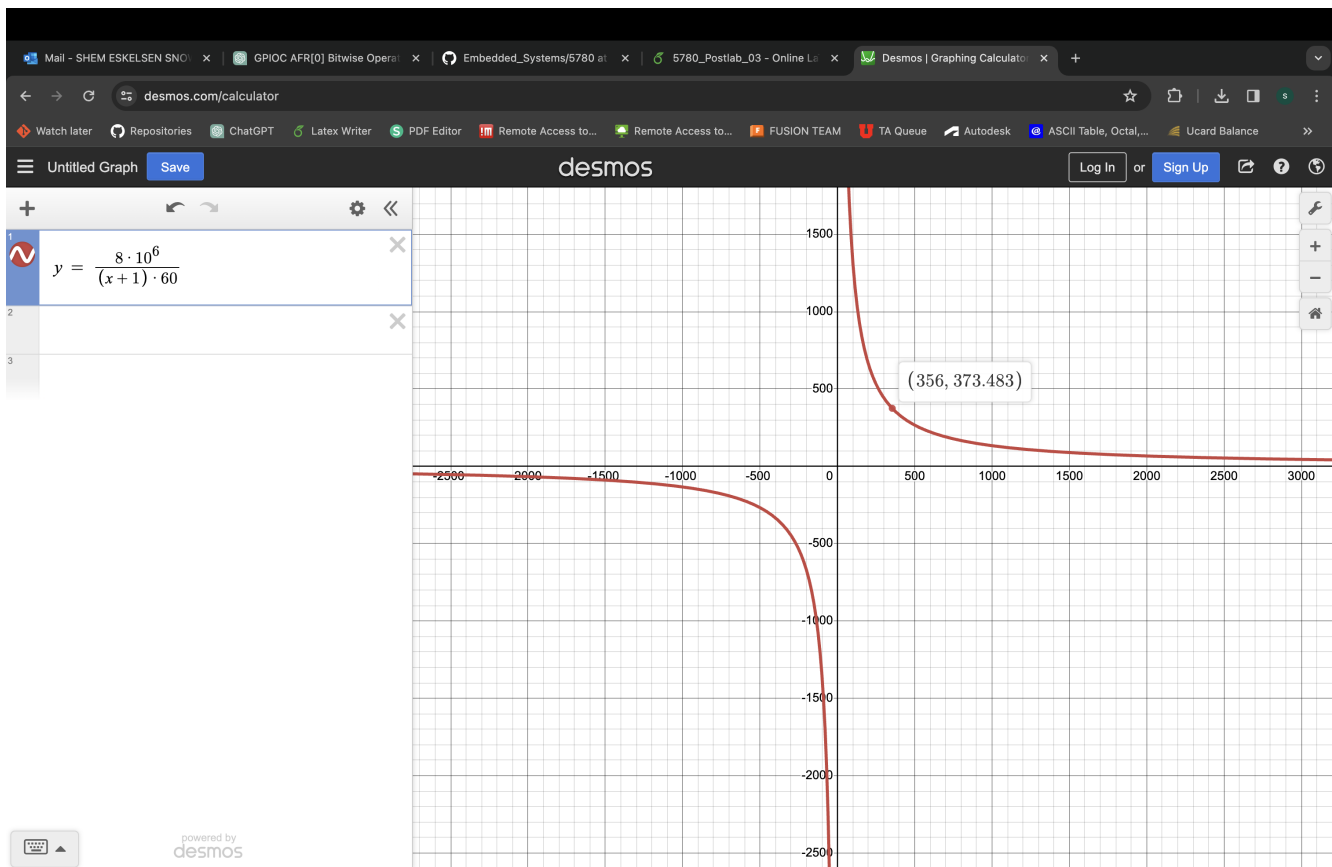 Mail - SHEM ESKELSEN SNO
GPIOC AFR[0] Bitwise Operat
Embedded_Systems/5780 at
5780_Postlab_03 - Online La
Desmos | Graphing Calculator
desmos.com/calculator
Watch later Repositories ChatGPT Latex Writer PDF Editor Remote Access to... Remote Access to... FUSION TEAM TA Queue Autodesk ASCII Table, Octal,... Ucard Balance
Untitled Graph Save desmos Log In or Sign Up
1
y = 8 · 10^6 / (x + 1) · 60
2
3
1500
1000
500
(356, 373.483)
-2500 -2000 -1500 -1000 -500 0 500 1000 1500 2000 2500 3000
-500
-1000
-1500
-2000
-2500
powered by
desmos